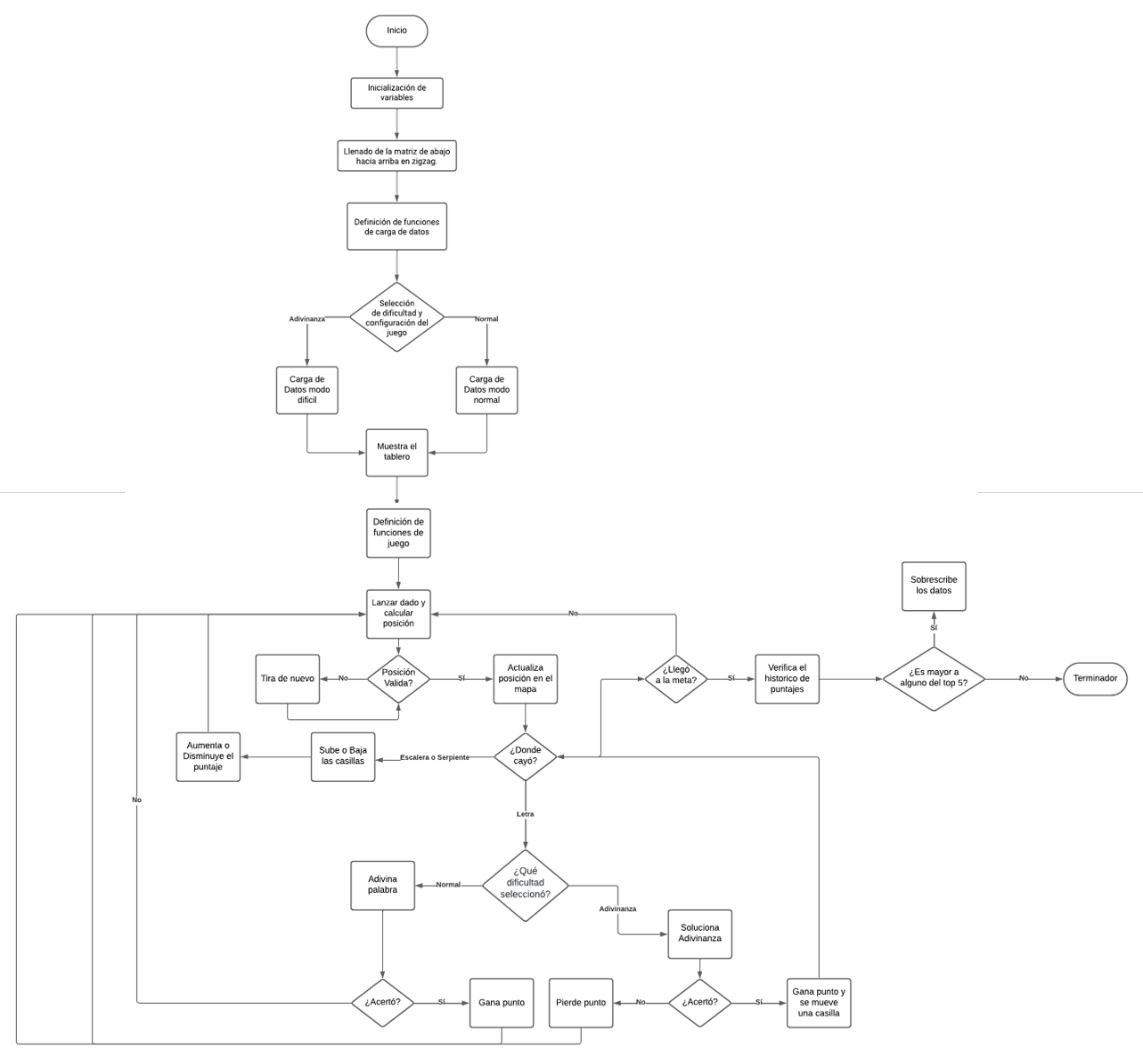 Inicio
Inicialización de
variables
Llenado de la matriz de abajo
hacia arriba en zigzag.
Definición de funciones
de carga de datos
Selección
de dificultad y
configuración del
juego
Adivinanza
Normal
Carga de
Datos modo
dificil
Carga de
Datos modo
normal
Muestra el
tablero
Definición de
funciones de
juego
Lanzar dado y
calcular
posición
No
Sobrescribe
los datos
Sí
Tira de nuevo
No
Posición
Valida?
Sí
Actualiza
posición en el
mapa
¿Llegó
a la meta?
Sí
Verifica el
historico de
puntajes
¿Es mayor a
alguno del top 5?
No
Terminador
Aumenta o
Disminuye el
puntaje
Sube o Baja
las casillas
Escalera o Serpiente
¿Donde
cayó?
No
Letra
Adivina
palabra
Normal
¿Qué
dificultad
seleccionó?
Adivinanza
Soluciona
Adivinanza
¿Acertó?
Sí
Gana punto
Pierde punto
No
¿Acertó?
Sí
Gana punto y
se mueve
una casilla